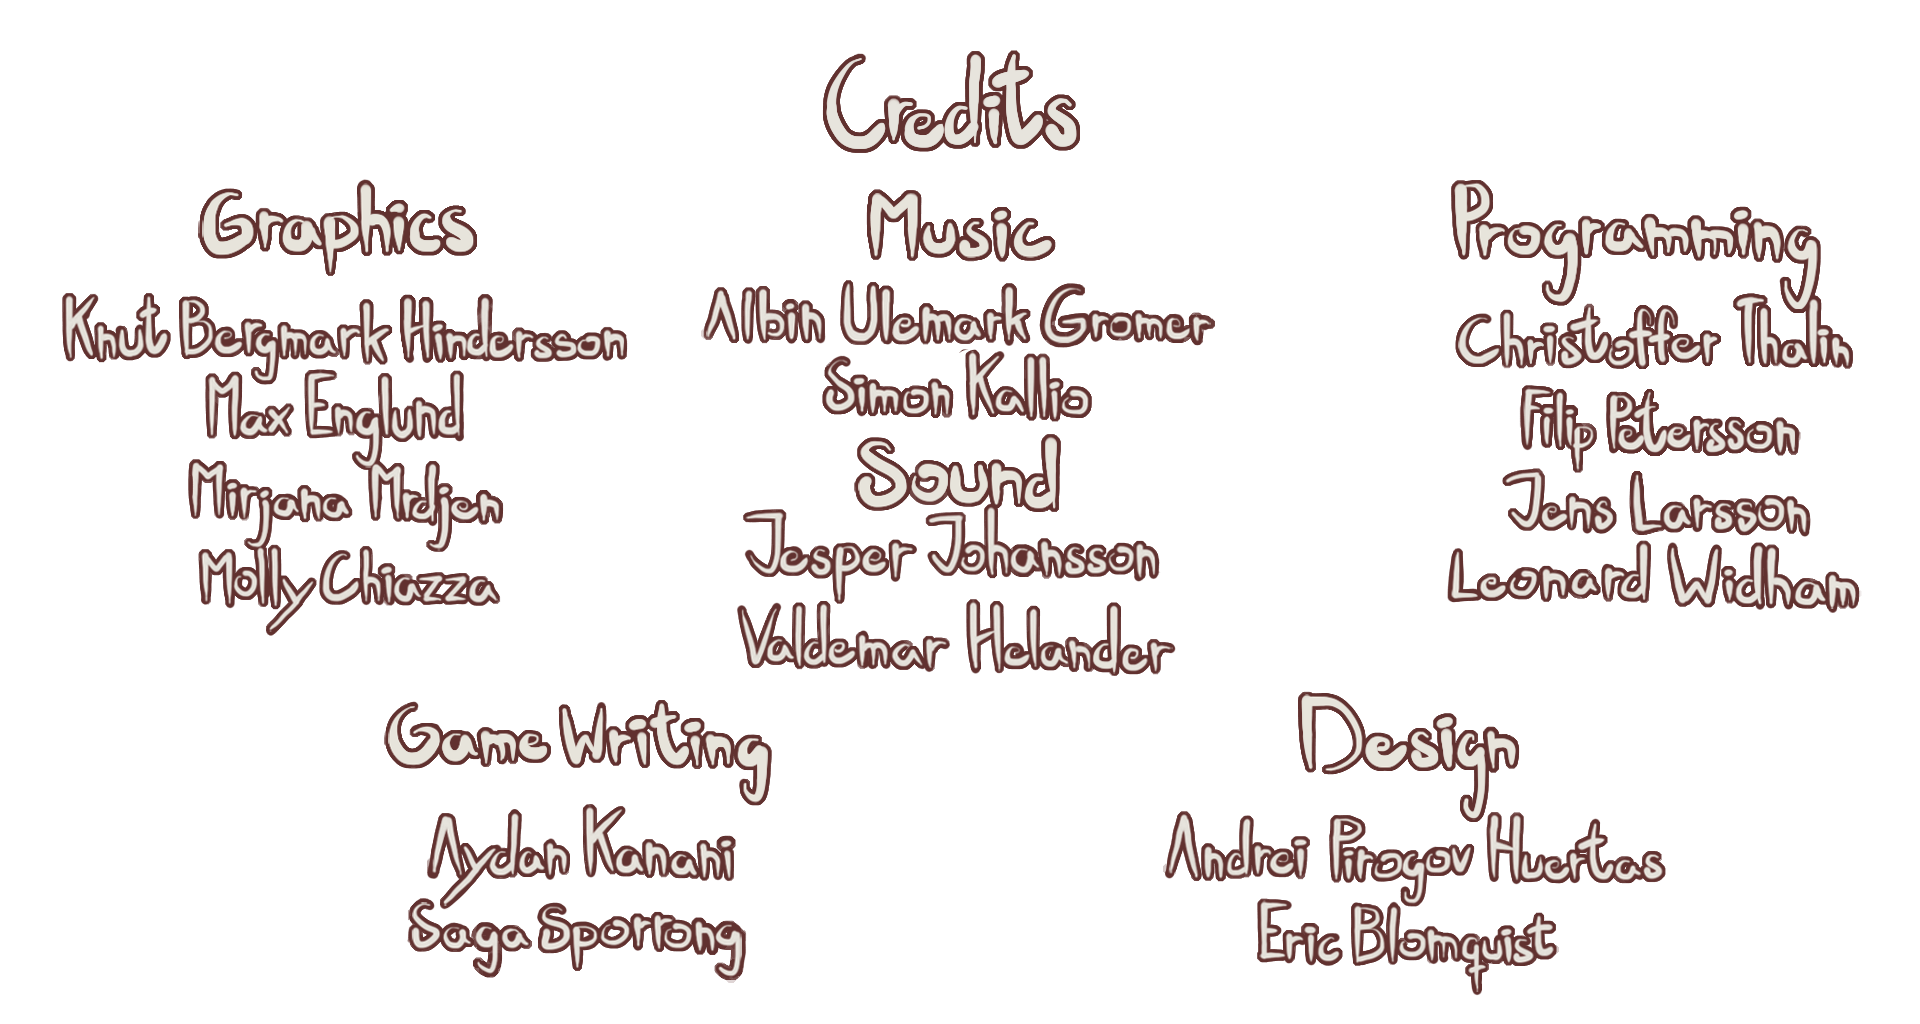 Credits
Graphics
Knut Bergmark Hindersson
Max Englund
Mirjana Mrdjen
Molly Chiazza
Music
Albin Ulemark Gromer
Simon Kallio
Sound
Jesper Johansson
Valdemar Helander
Programming
Christoffer Thalin
Filip Petersson
Jens Larsson
Leonard Widham
Game Writing
Aydan Kanani
Saga Sporrong
Design
Andrei Pirogov Huertas
Eric Blomquist